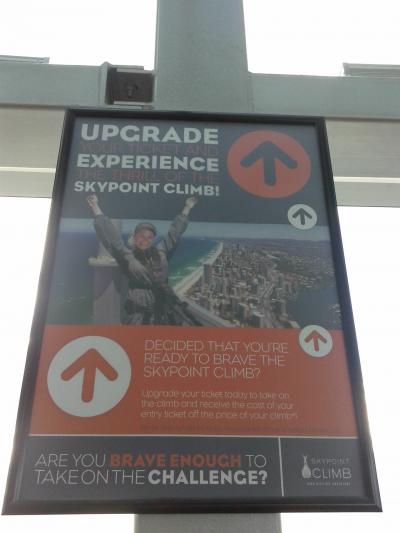 UPGRADE
YOUR TICKET AND
EXPERIENCE
THE THRILL OF THE
SKYPOINT CLIMB!
DECIDED THAT YOU'RE
READY TO BRAVE THE
SKYPOINT CLIMB?
Upgrade your ticket today to take on
the climb and receive the cost of your
entry ticket off the price of your climb*!
ARE YOU BRAVE ENOUGH TO
TAKE ON THE CHALLENGE?
SKYPOINT
CLIMB